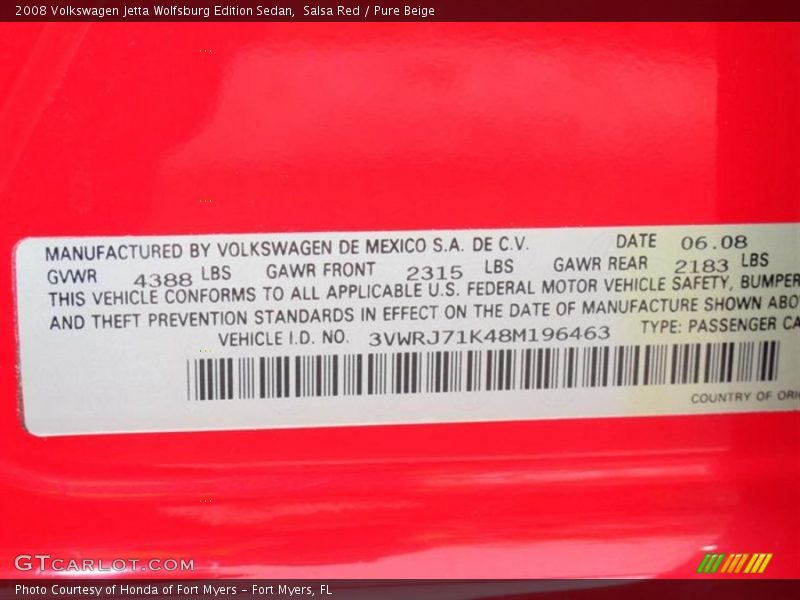 2008 Volkswagen Jetta Wolfsburg Edition Sedan,  Salsa Red / Pure Beige
MANUFACTURED BY VOLKSWAGEN DE MEXICO S.A. DE C.V. DATE 06.08
GVWR 4388 LBS GAWR FRONT 2315 LBS GAWR REAR 2183 LBS
THIS VEHICLE CONFORMS TO ALL APPLICABLE U.S. FEDERAL MOTOR VEHICLE SAFETY, BUMPER
AND THEFT PREVENTION STANDARDS IN EFFECT ON THE DATE OF MANUFACTURE SHOWN ABO
VEHICLE I.D. NO. 3VWRJ71K48M196463 TYPE: PASSENGER CA
COUNTRY OF ORI
GTCARLOT.COM
Photo Courtesy of Honda of Fort Myers – Fort Myers, FL